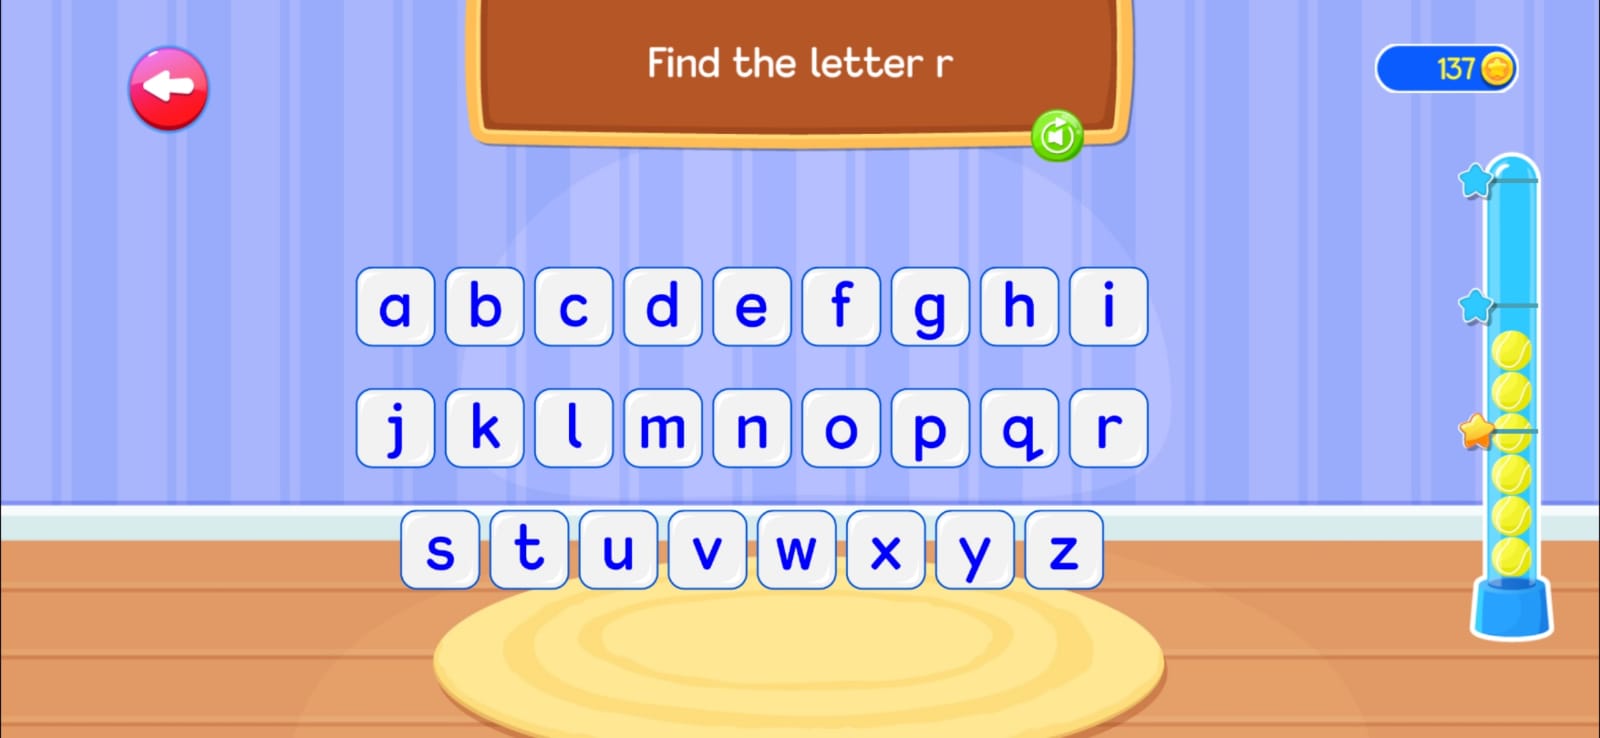 Find the letter r
137
a b c d e f g h i
j k l m n o p q r
s t u v w x y z